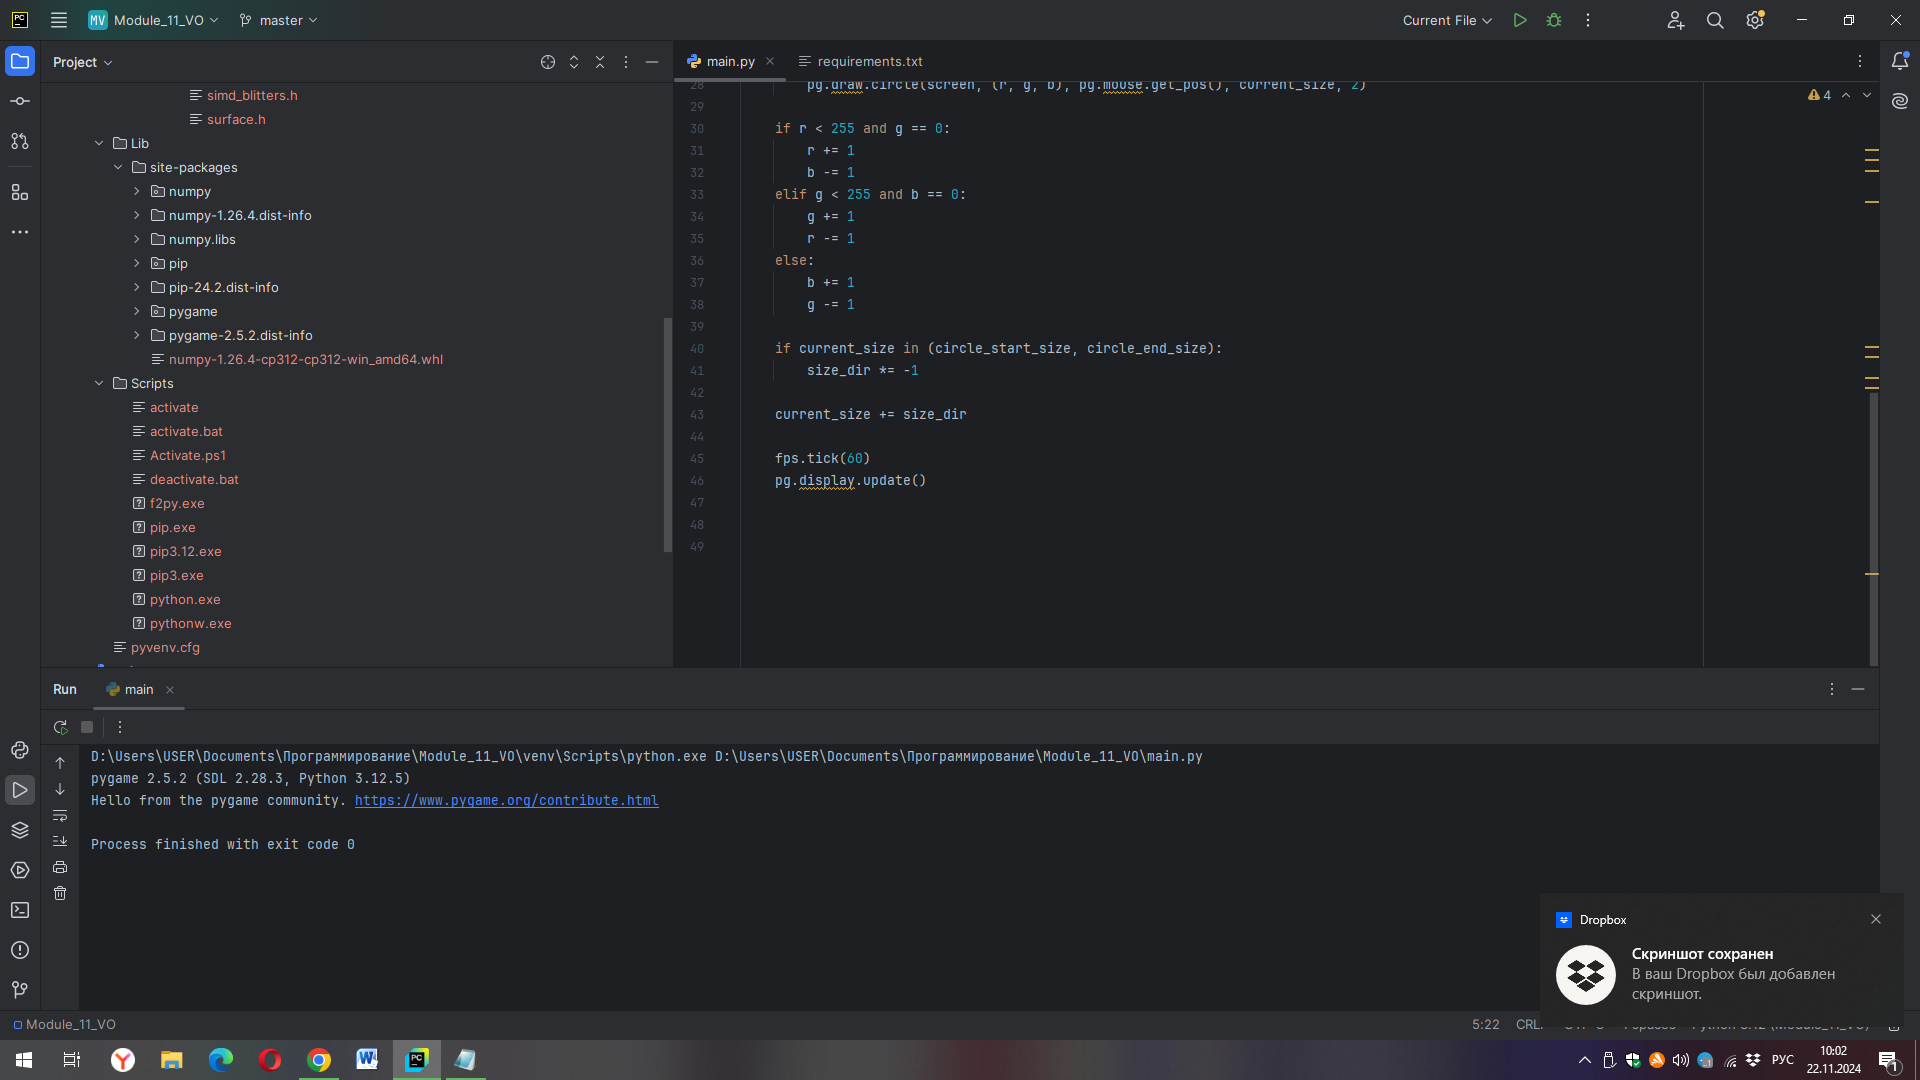 MV Module_11_VO
master
Current File
Project
main.py
requirements.txt
simd_blitters.h
surface.h
Lib
site-packages
numpy
numpy-1.26.4.dist-info
numpy.libs
pip
pip-24.2.dist-info
pygame
pygame-2.5.2.dist-info
numpy-1.26.4-cp312-cp312-win_amd64.whl
Scripts
activate
activate.bat
Activate.ps1
deactivate.bat
f2py.exe
pip.exe
pip3.12.exe
pip3.exe
python.exe
pythonw.exe
pyvenv.cfg
4
28 pg.draw.circle(screen, (r, g, b), pg.mouse.get_pos(), current_size, 2)
29
30 if r < 255 and g == 0:
31 r += 1
32 b -= 1
33 elif g < 255 and b == 0:
34 g += 1
35 r -= 1
36 else:
37 b += 1
38 g -= 1
39
40 if current_size in (circle_start_size, circle_end_size):
41 size_dir *= -1
42
43 current_size += size_dir
44
45 fps.tick(60)
46 pg.display.update()
47
48
49
Run
main
D:\Users\USER\Documents\Программирование\Module_11_VO\venv\Scripts\python.exe D:\Users\USER\Documents\Программирование\Module_11_VO\main.py
pygame 2.5.2 (SDL 2.28.3, Python 3.12.5)
Hello from the pygame community. https://www.pygame.org/contribute.html
Process finished with exit code 0
Dropbox
Скриншот сохранен
В ваш Dropbox был добавлен
скриншот.
Module_11_VO
5:22
РУС
10:02
22.11.2024
1